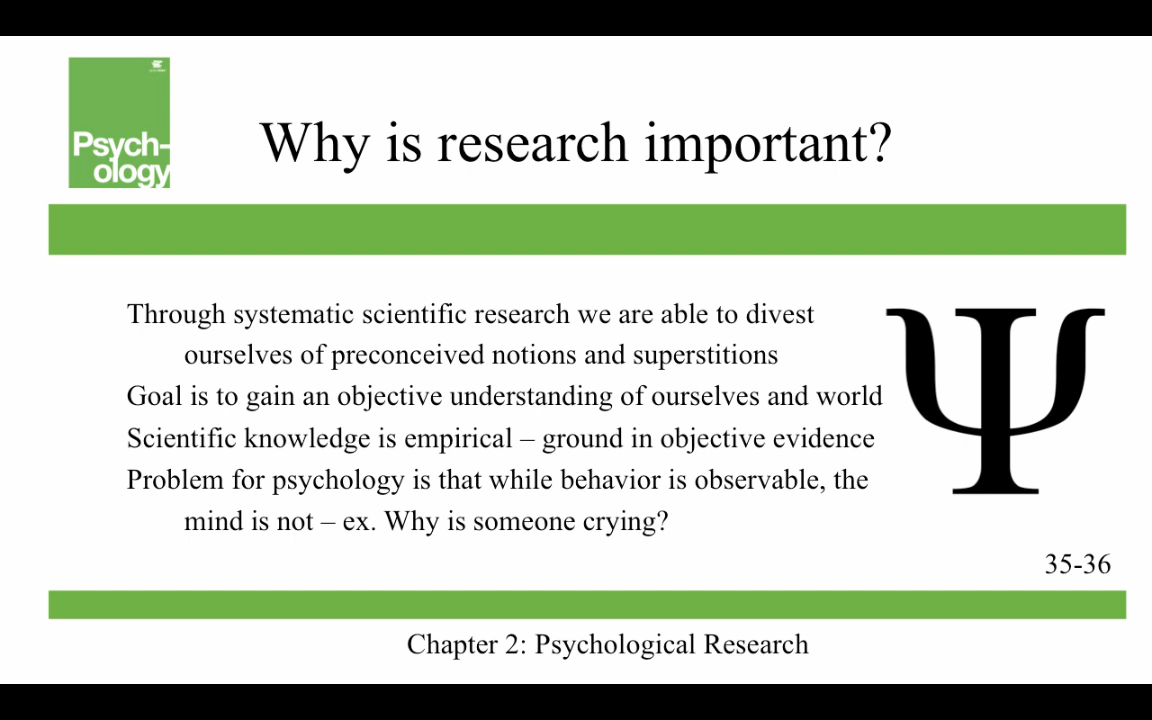 Psych-
ology
Why is research important?
Through systematic scientific research we are able to divest
ourselves of preconceived notions and superstitions
Goal is to gain an objective understanding of ourselves and world
Scientific knowledge is empirical – ground in objective evidence
Problem for psychology is that while behavior is observable, the
mind is not – ex. Why is someone crying?
Ψ
35-36
Chapter 2: Psychological Research